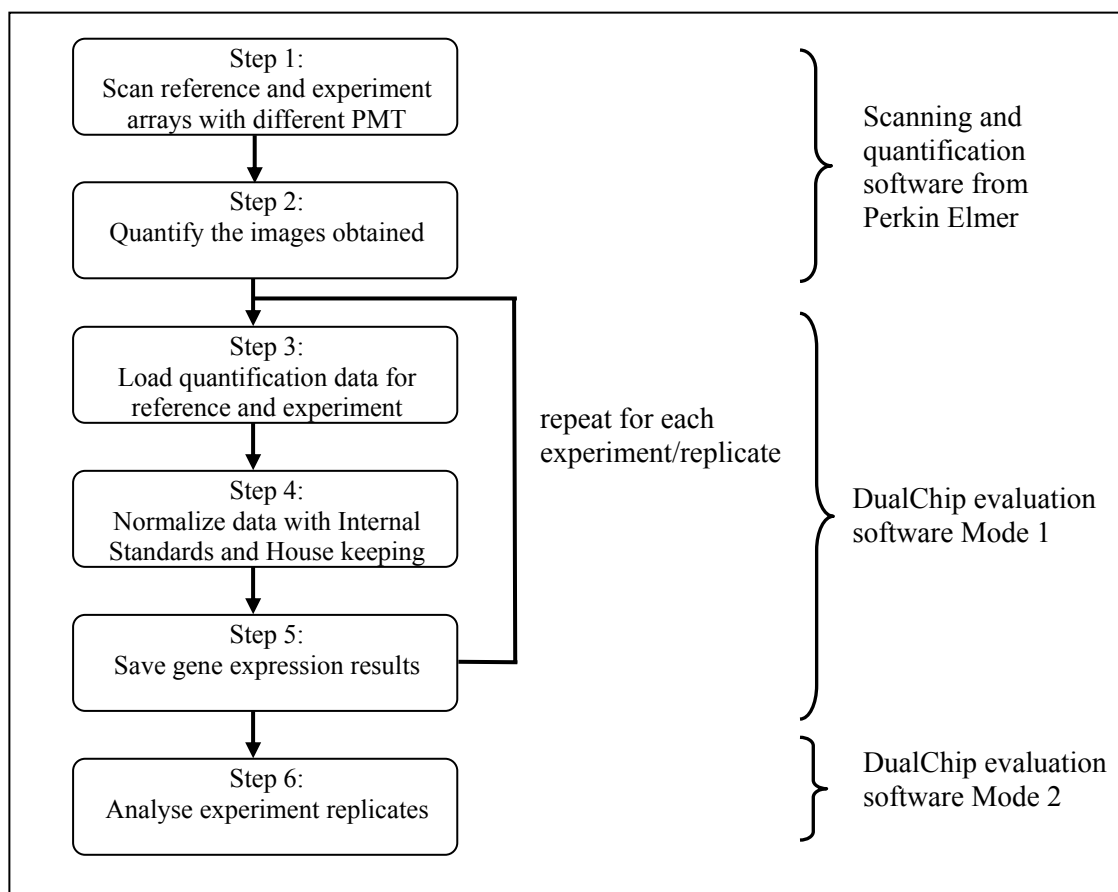 Step 1:
Scan reference and experiment
arrays with different PMT
Step 2:
Quantify the images obtained
Scanning and
quantification
software from
Perkin Elmer
Step 3:
Load quantification data for
reference and experiment
Step 4:
Normalize data with Internal
Standards and House keeping
Step 5:
Save gene expression results
repeat for each
experiment/replicate
DualChip evaluation
software Mode 1
Step 6:
Analyse experiment replicates
DualChip evaluation
software Mode 2